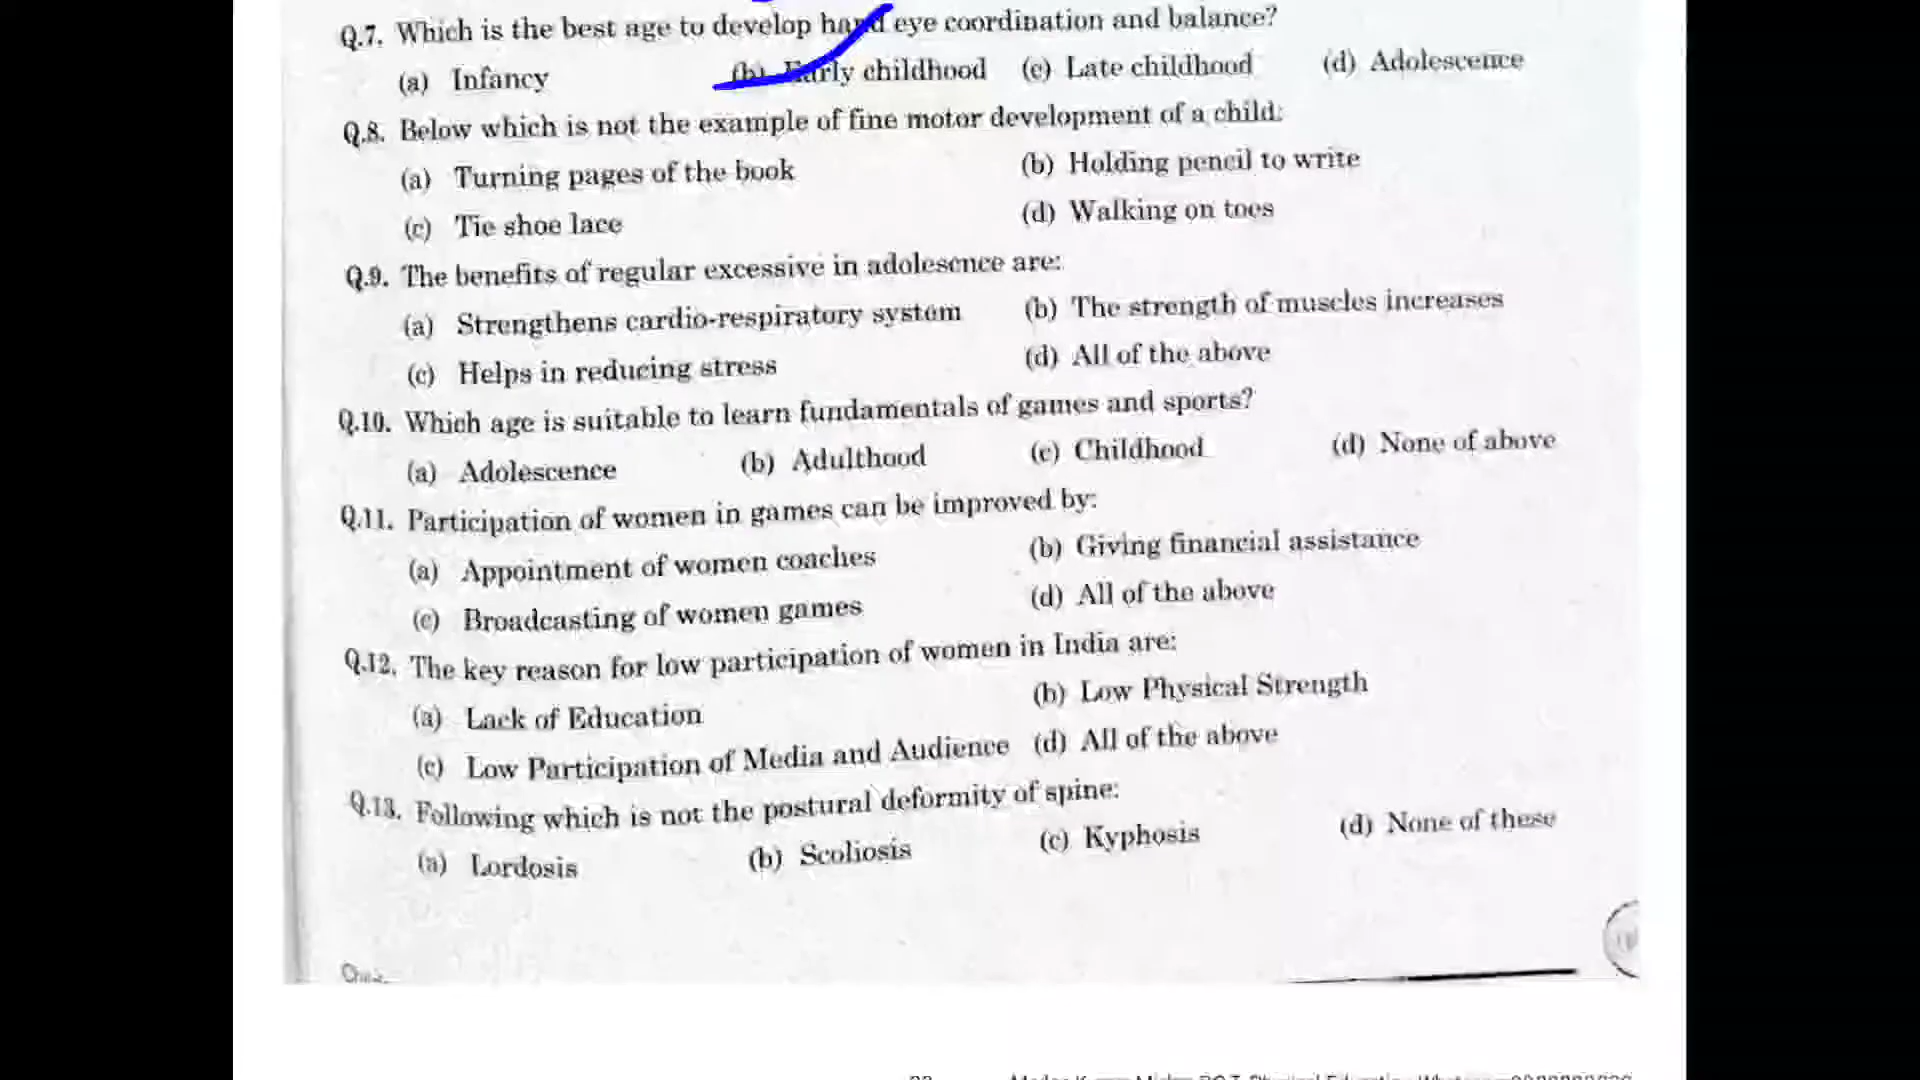 Q.7. Which is the best age to develop hand eye coordination and balance?
(a) Infancy (b) Early childhood (c) Late childhood (d) Adolescence
Q.8. Below which is not the example of fine motor development of a child:
(a) Turning pages of the book (b) Holding pencil to write
(c) Tie shoe lace (d) Walking on toes
Q.9. The benefits of regular excessive in adolescnce are:
(a) Strengthens cardio-respiratory system (b) The strength of muscles increases
(c) Helps in reducing stress (d) All of the above
Q.10. Which age is suitable to learn fundamentals of games and sports?
(a) Adolescence (b) Adulthood (c) Childhood (d) None of above
Q.11. Participation of women in games can be improved by:
(a) Appointment of women coaches (b) Giving financial assistance
(c) Broadcasting of women games (d) All of the above
Q.12. The key reason for low participation of women in India are:
(a) Lack of Education (b) Low Physical Strength
(c) Low Participation of Media and Audience (d) All of the above
Q.13. Following which is not the postural deformity of spine:
(a) Lordosis (b) Scoliosis (c) Kyphosis (d) None of these